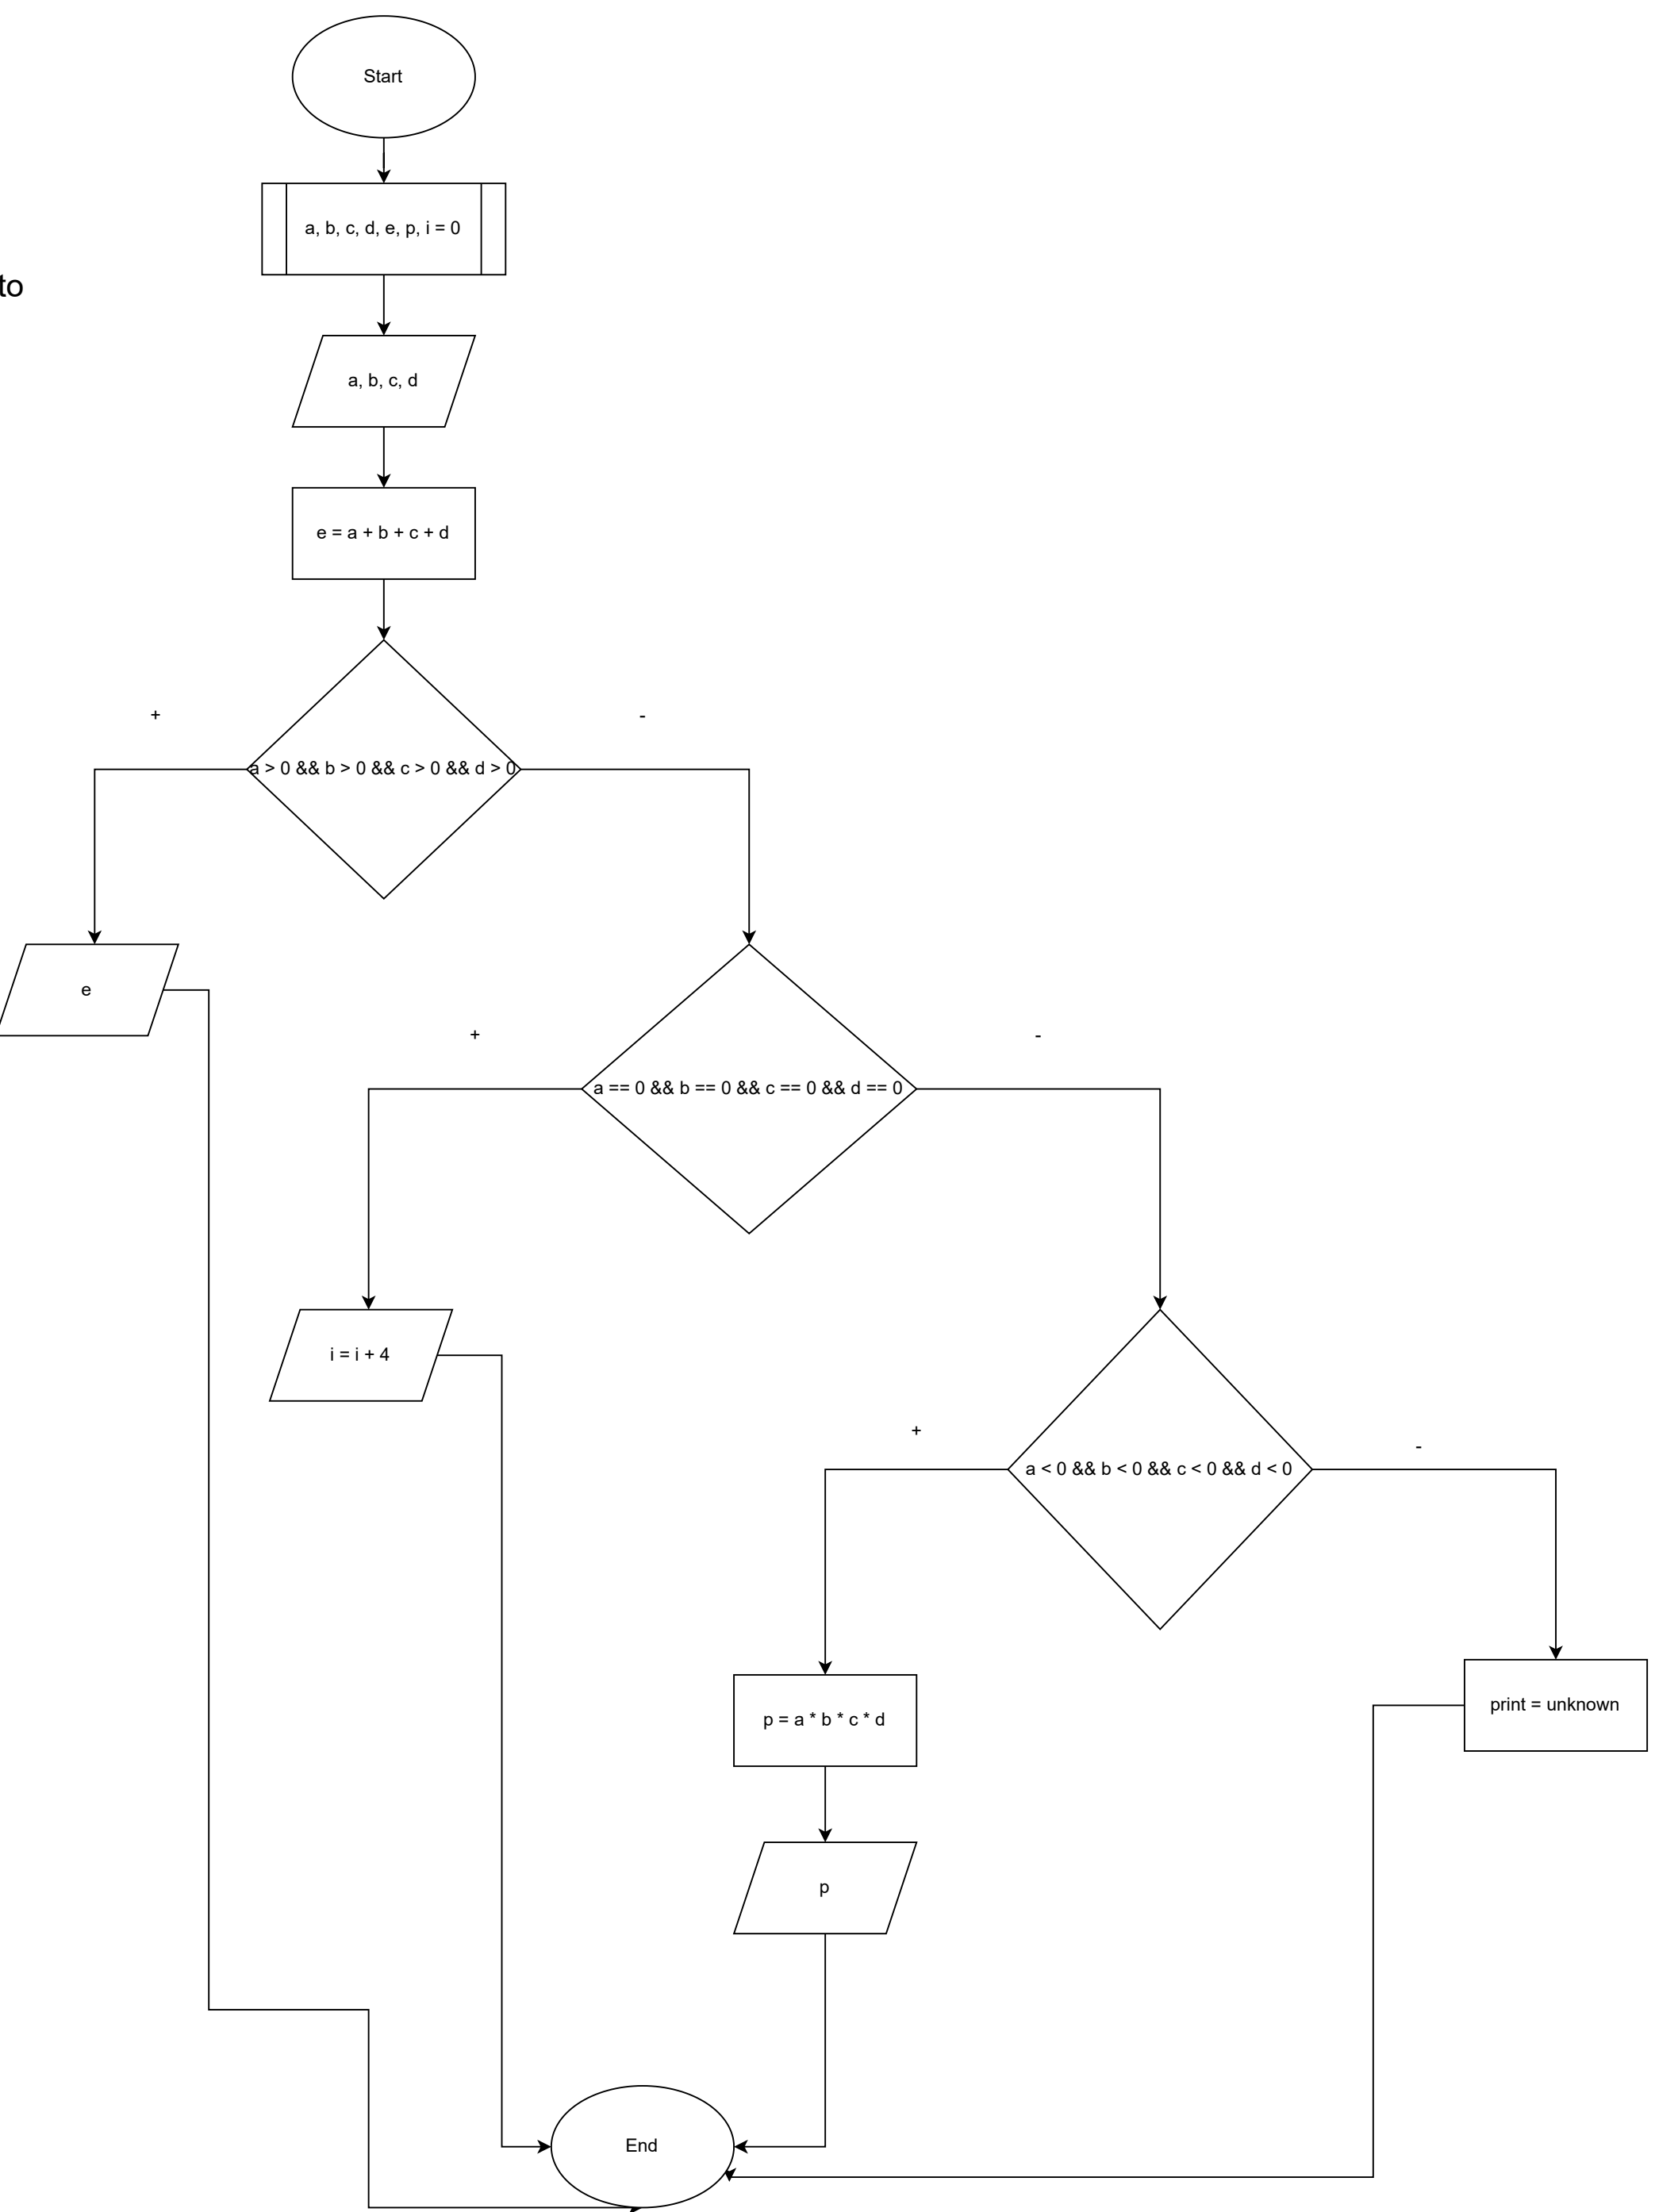 Start
a, b, c, d, e, p, i = 0
to
a, b, c, d
e = a + b + c + d
+
-
a > 0 && b > 0 && c > 0 && d > 0
e
+
-
a == 0 && b == 0 && c == 0 && d == 0
i = i + 4
+
-
a < 0 && b < 0 && c < 0 && d < 0
print = unknown
p = a * b * c * d
p
End